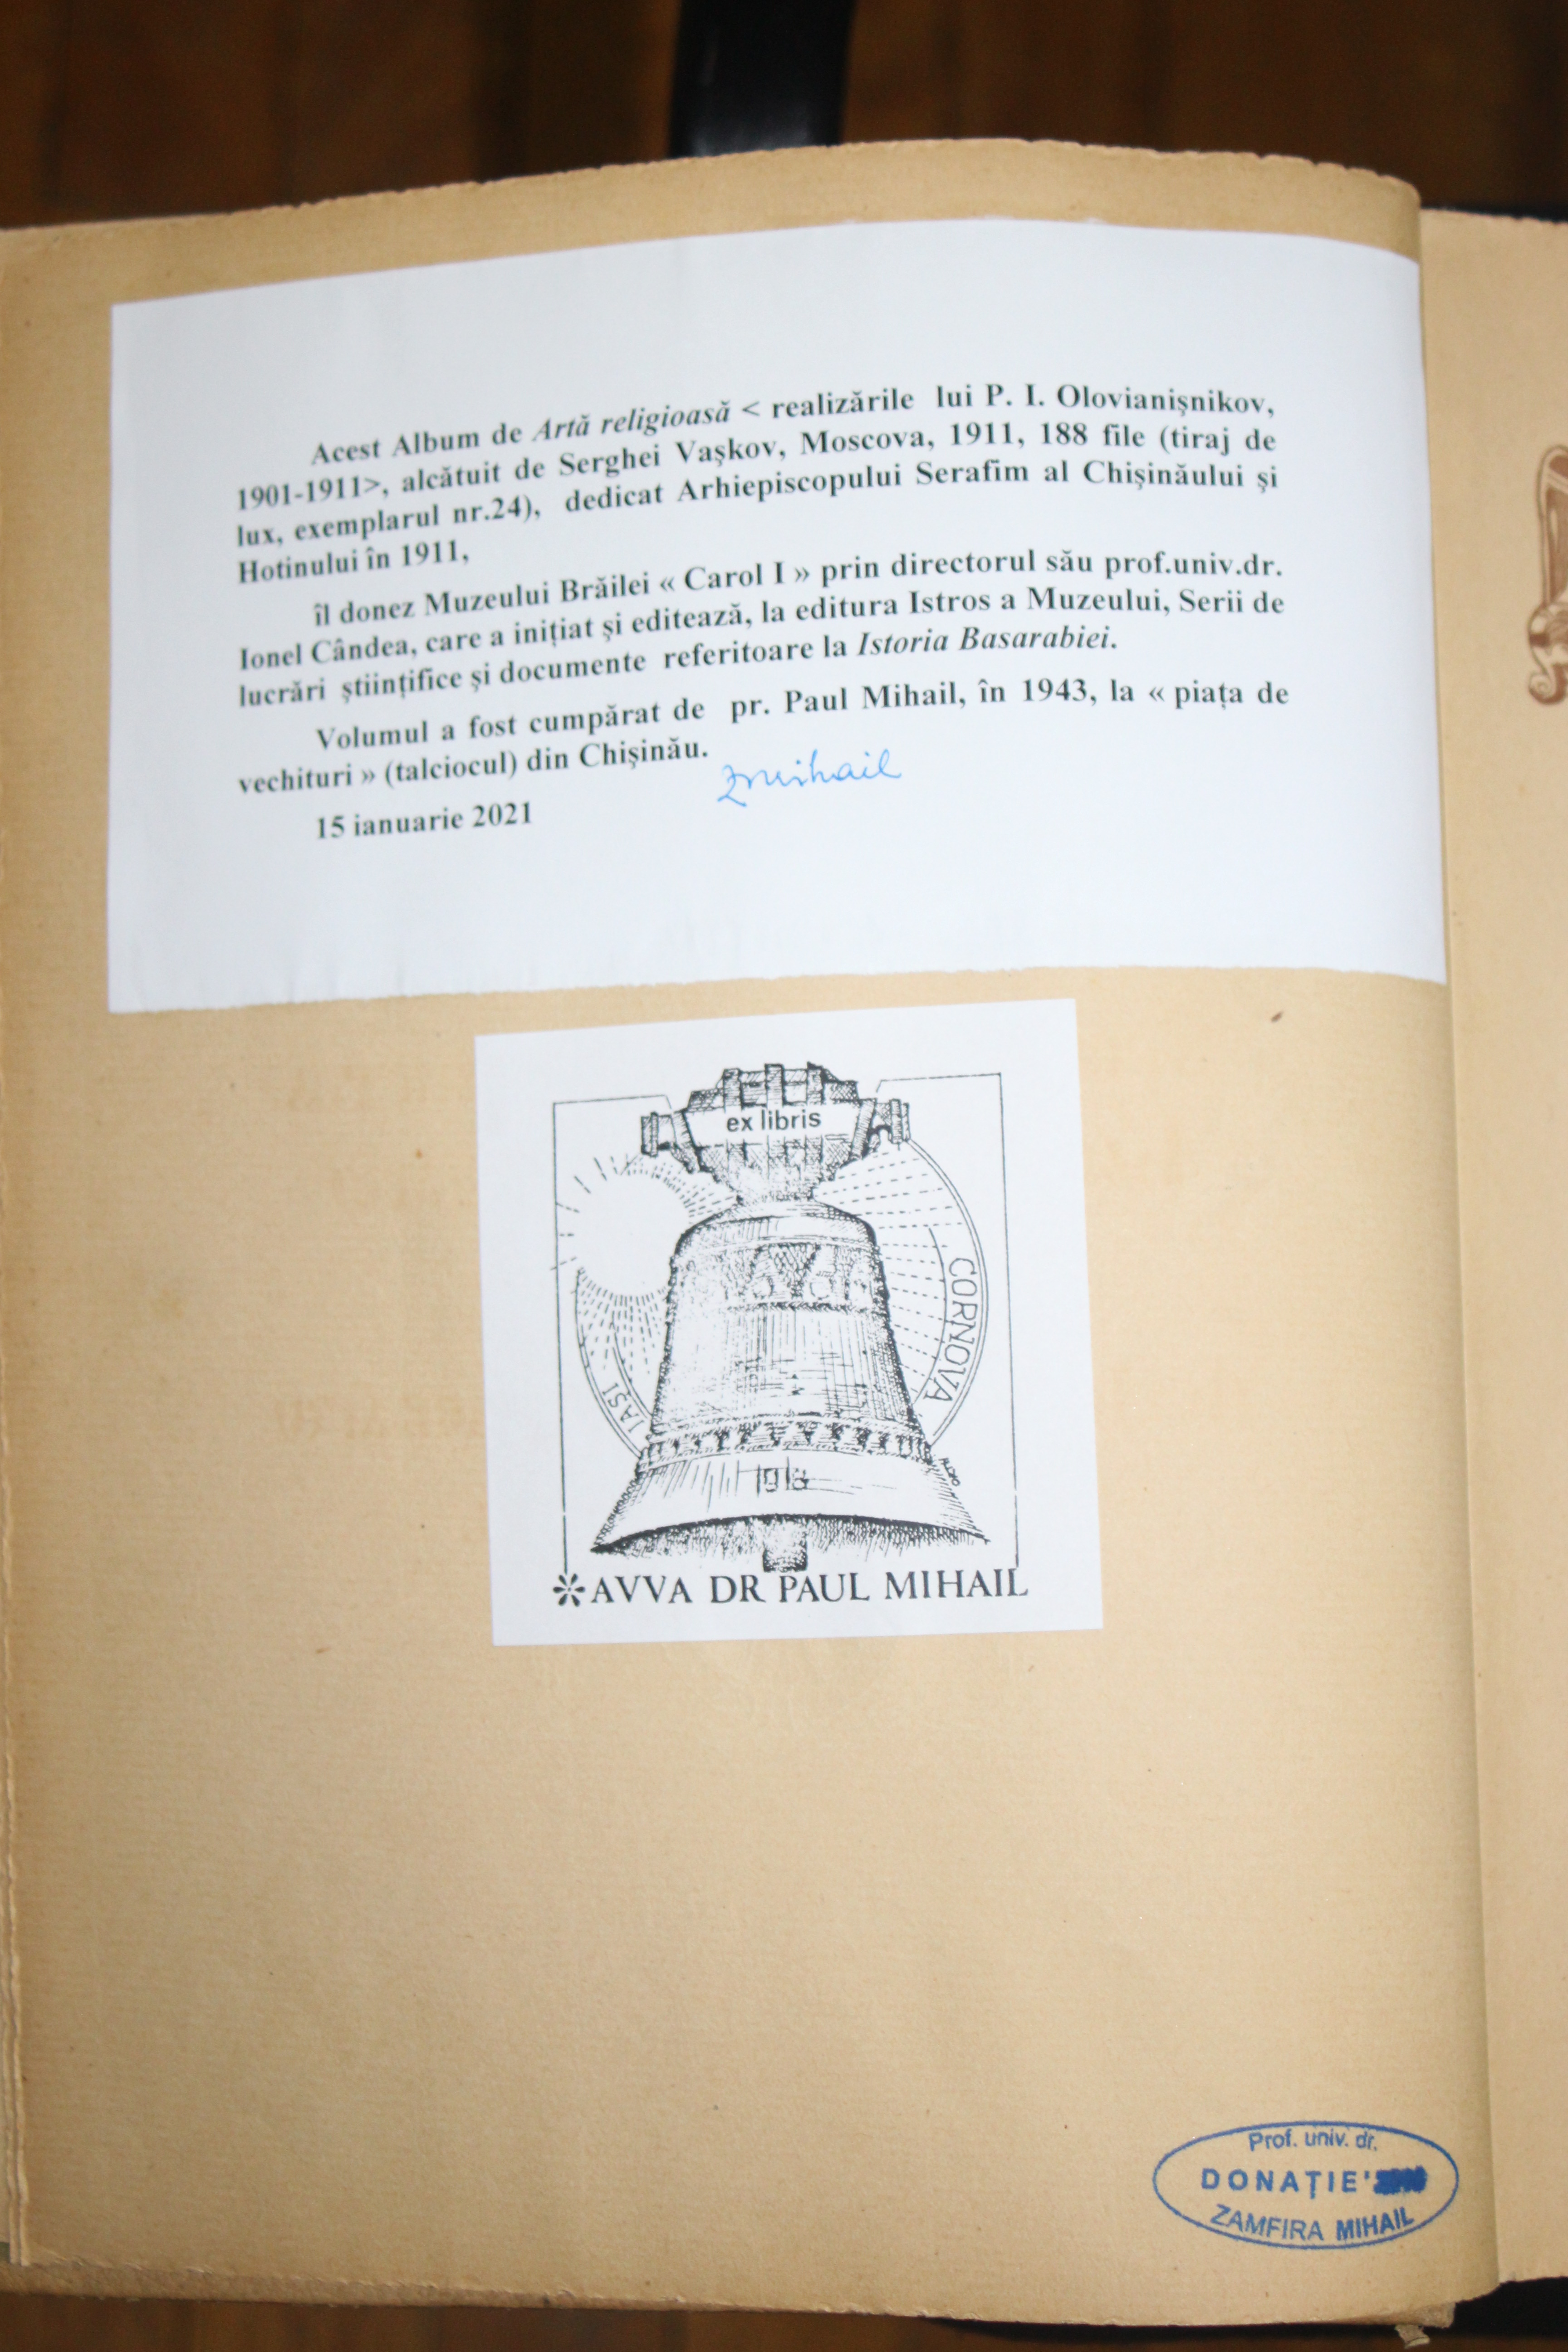 Acest Album de Artă religioasă < realizările lui P. I. Olovianişnikov,
1901-1911>, alcătuit de Serghei Vaşkov, Moscova, 1911, 188 file (tiraj de
lux, exemplarul nr.24), dedicat Arhiepiscopului Serafim al Chişinăului şi
Hotinului în 1911,
îl donez Muzeului Brăilei « Carol I » prin directorul său prof.univ.dr.
Ionel Cândea, care a iniţiat şi editează, la editura Istros a Muzeului, Serii de
lucrări ştiinţifice şi documente referitoare la Istoria Basarabiei.
Volumul a fost cumpărat de pr. Paul Mihail, în 1943, la « piaţa de
vechituri » (talciocul) din Chişinău.
ZMihail
15 ianuarie 2021
ex libris
CORNOVA
IAŞI
AVVA DR PAUL MIHAIL
Prof. univ. dr.
DONAŢIE'
ZAMFIRA MIHAIL